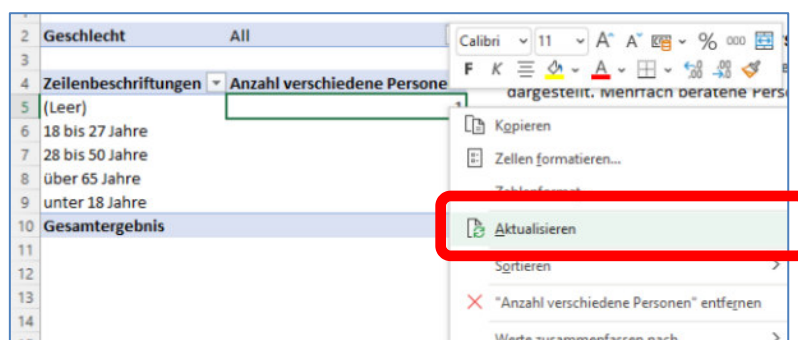 2 Geschlecht All
Calibri 11 A A % 000
3
F K A
4 Zeilenbeschriftungen Anzahl verschiedene Persone
dargestellt. Mehrfach beratene Pers
5 (Leer) 1
6 18 bis 27 Jahre
Kopieren
7 28 bis 50 Jahre
Zellen formatieren...
8 über 65 Jahre
9 unter 18 Jahre
10 Gesamtergebnis
Aktualisieren
11
12
Sortieren
13
"Anzahl verschiedene Personen" entfernen
14
Werte zusammenfassen nach